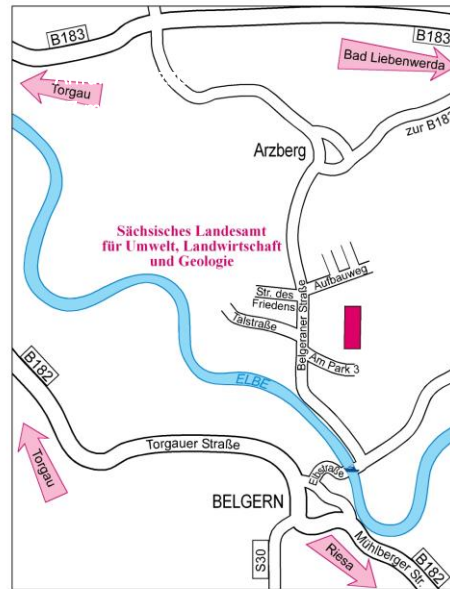 B183
B183
Bad Liebenwerda
Torgau
zur B183
Arzberg
Sächsisches Landesamt
für Umwelt, Landwirtschaft
und Geologie
Aufbauweg
Str. des
Friedens
Talstraße
Belgeraner Straße
Am Park 3
B182
ELBE
Torgau
Torgauer Straße
Elbstraße
BELGERN
Mühlberger Str.
Riesa
S30
B182